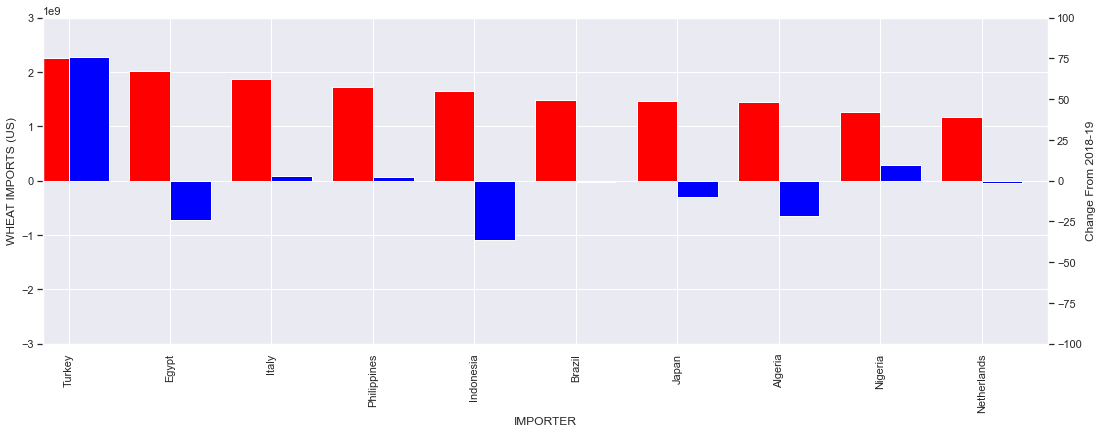 1e9
3
2
1
0
−1
−2
−3
WHEAT IMPORTS (US)
100
75
50
25
0
−25
−50
−75
−100
Change From 2018-19
Turkey
Egypt
Italy
Philippines
Indonesia
Brazil
Japan
Algeria
Nigeria
Netherlands
IMPORTER